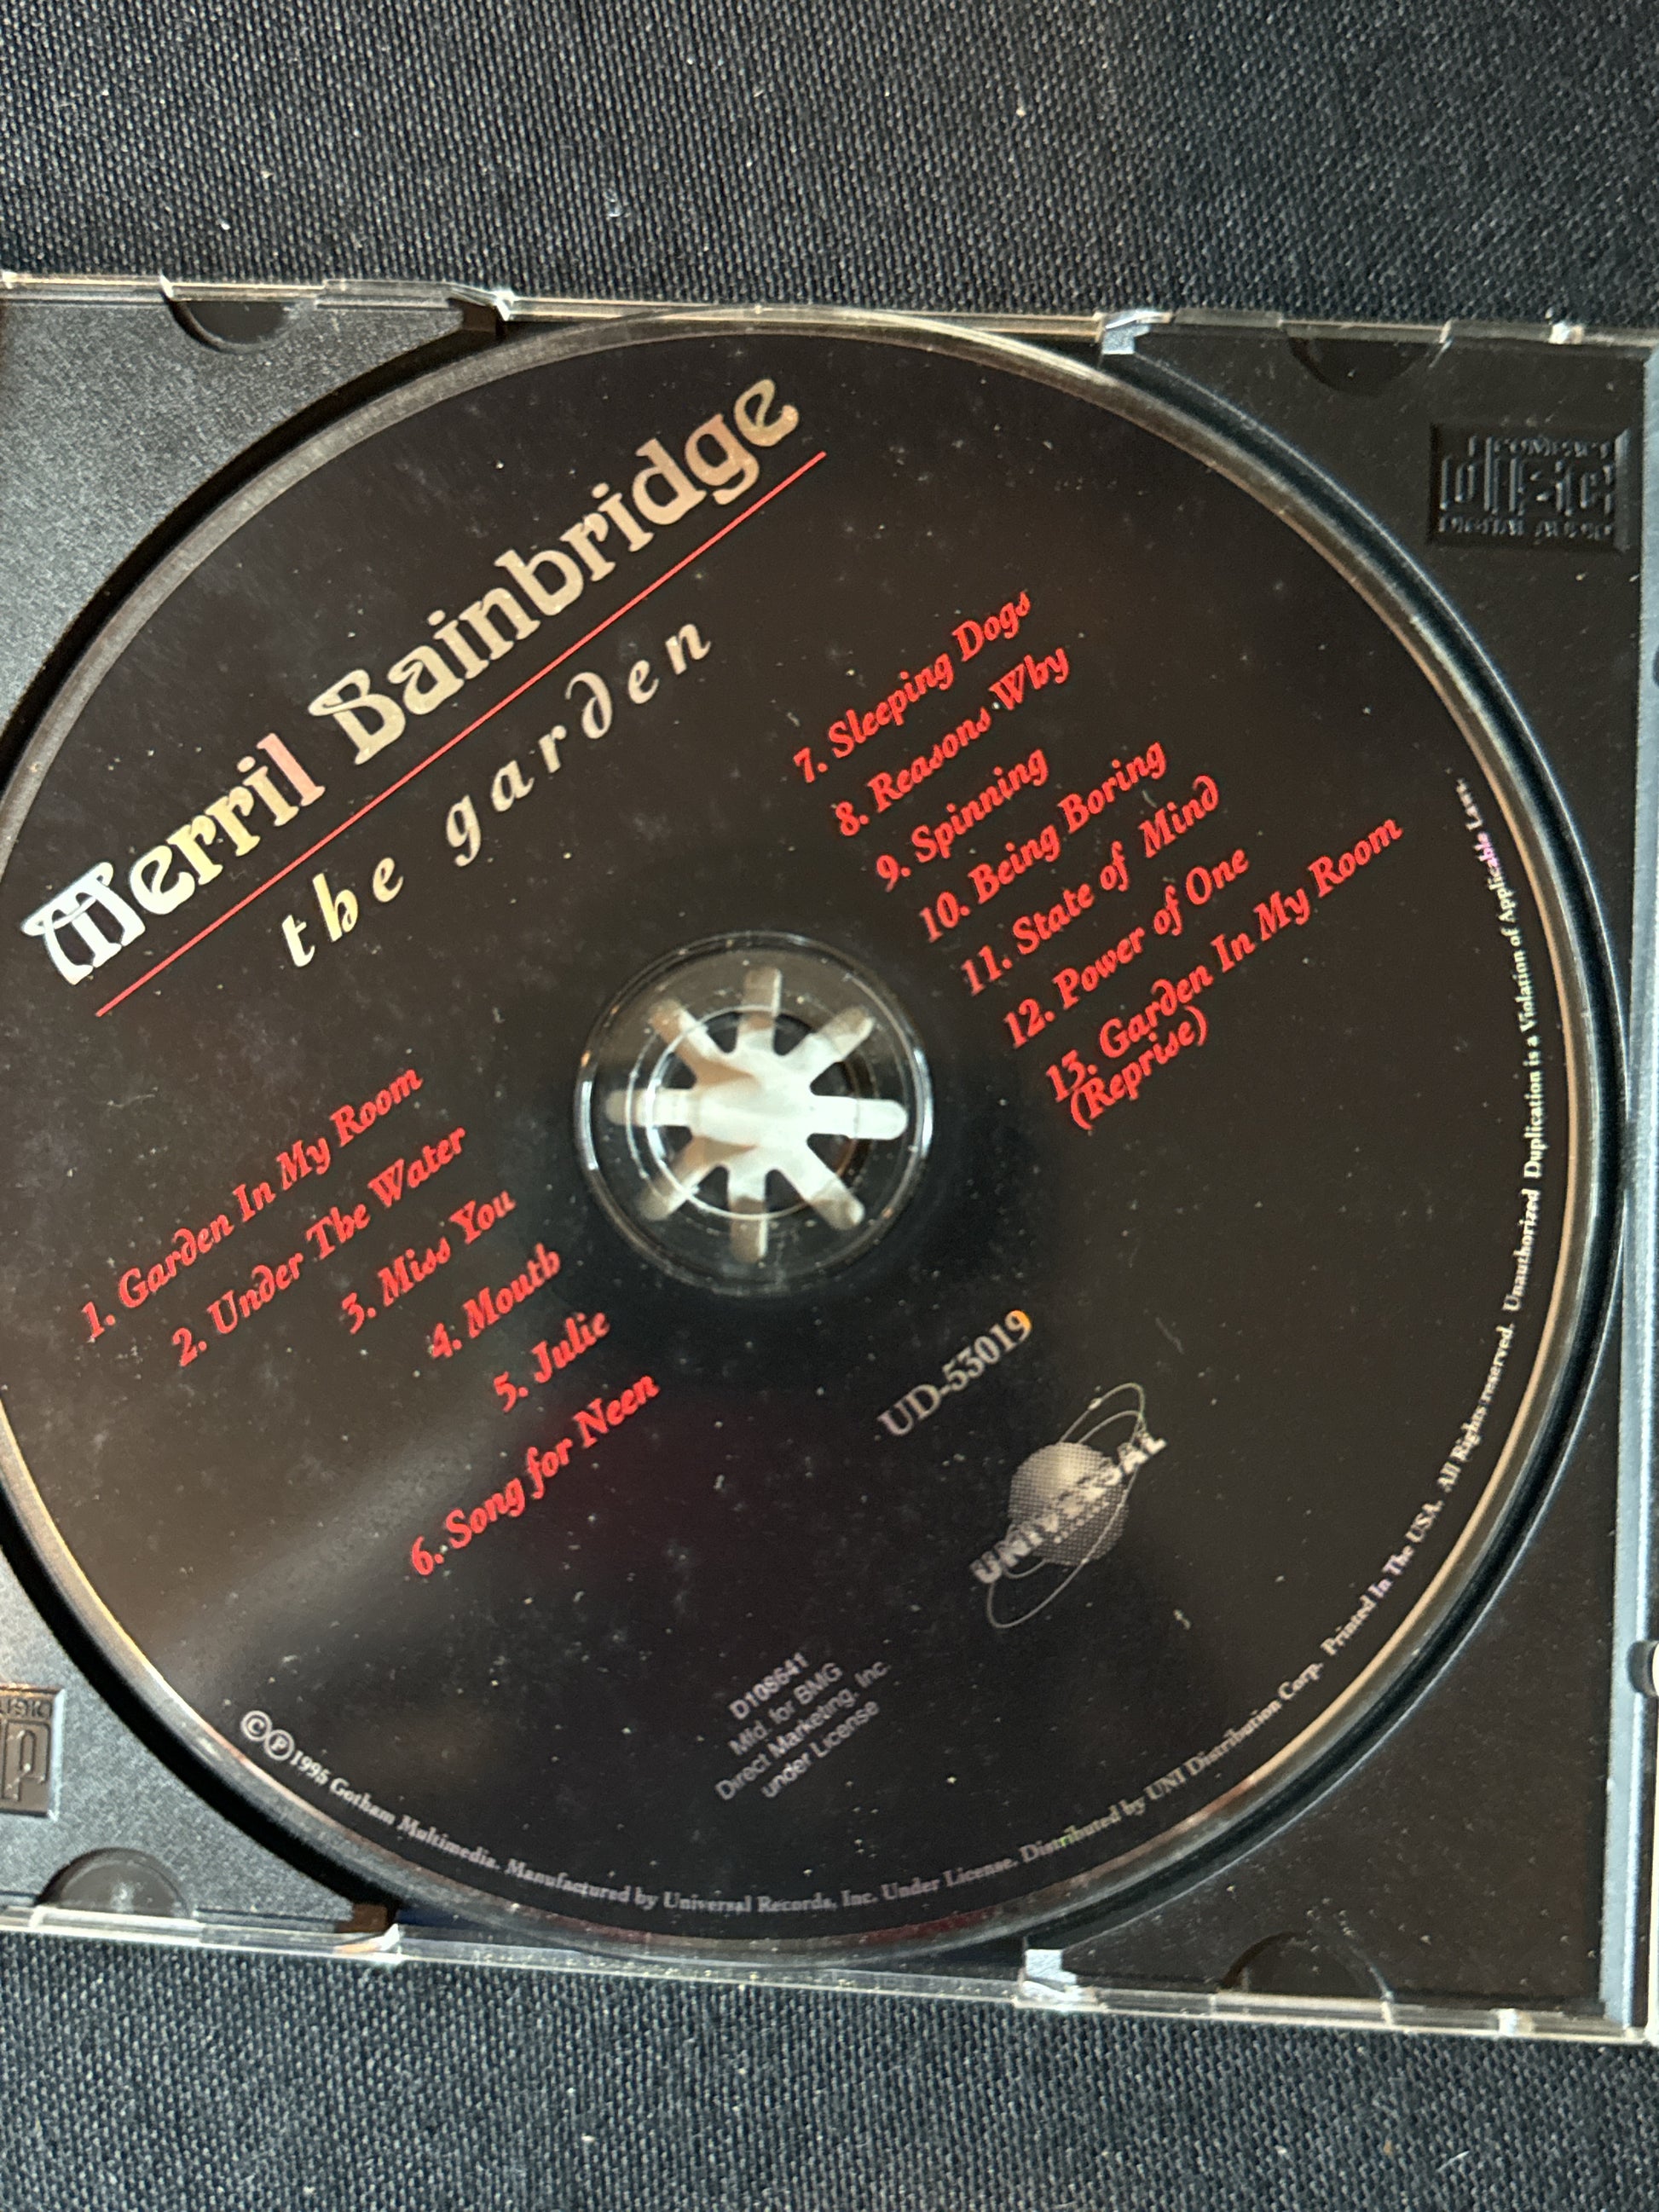 Merril Bainbridge
the garden
1. Garden In My Room
2. Under The Water
3. Miss You
4. Mouth
5. Julie
6. Song for Neen
7. Sleeping Dogs
8. Reasons Why
9. Spinning
10. Being Boring
11. State of Mind
12. Power of One
13. Garden In My Room
(Reprise)
UD-53019
UNIVERSAL
D108641
Mfd. for BMG
Direct Marketing, Inc.
under License
©℗1995 Gotham Multimedia. Manufactured by Universal Records, Inc. Under License. Distributed by UNI Distribution Corp. Printed In The USA. All Rights reserved. Unauthorized Duplication is a Violation of Applicable Laws.
COMPACT
disc
DIGITAL AUDIO